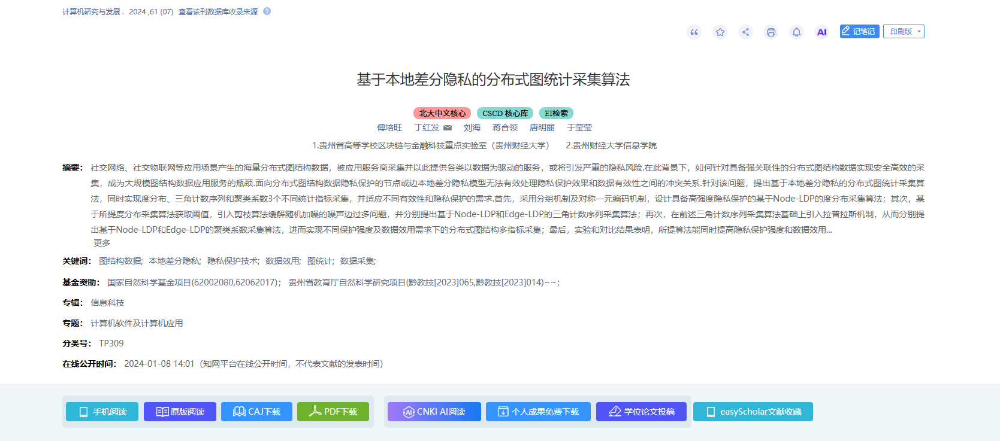 计算机研究与发展 . 2024 ,61 (07) 查看该刊数据库收录来源 ?
AI 记笔记 印刷版
基于本地差分隐私的分布式图统计采集算法
北大中文核心 CSCD 核心库 EI检索
傅培旺 丁红发 刘海 蒋合领 唐明丽 于莹莹
1.贵州省高等学校区块链与金融科技重点实验室（贵州财经大学） 2.贵州财经大学信息学院
摘要： 社交网络、社交物联网等应用场景产生的海量分布式图结构数据，被应用服务商采集并以此提供各类以数据为驱动的服务，或将引发严重的隐私风险.在此背景下，如何针对具备强关联性的分布式图结构数据实现安全高效的采
集，成为大规模图结构数据应用服务的瓶颈.面向分布式图结构数据隐私保护的节点或边本地差分隐私模型无法有效处理隐私保护效果和数据有效性之间的冲突关系.针对该问题，提出基于本地差分隐私的分布式图统计采集算
法，同时实现度分布、三角计数序列和聚类系数3个不同统计指标采集，并适应不同有效性和隐私保护的需求.首先，采用分组机制及对称一元编码机制，设计具备高强度隐私保护的基于Node-LDP的度分布采集算法；其次，基
于所提度分布采集算法获取阈值，引入剪枝算法缓解随机加噪的噪声边过多问题，并分别提出基于Node-LDP和Edge-LDP的三角计数序列采集算法；再次，在前述三角计数序列采集算法基础上引入拉普拉斯机制，从而分别提
出基于Node-LDP和Edge-LDP的聚类系数采集算法，进而实现不同保护强度及数据效用需求下的分布式图结构多指标采集；最后，实验和对比结果表明，所提算法能同时提高隐私保护强度和数据效用...
更多
关键词： 图结构数据; 本地差分隐私; 隐私保护技术; 数据效用; 图统计; 数据采集;
基金资助： 国家自然科学基金项目(62002080,62062017)； 贵州省教育厅自然科学研究项目(黔教技[2023]065,黔教技[2023]014)~~；
专辑： 信息科技
专题： 计算机软件及计算机应用
分类号： TP309
在线公开时间： 2024-01-08 14:01（知网平台在线公开时间，不代表文献的发表时间）
手机阅读 原版阅读 CAJ下载 PDF下载 AI CNKI AI阅读 个人成果免费下载 学位论文投稿 easyScholar文献收藏